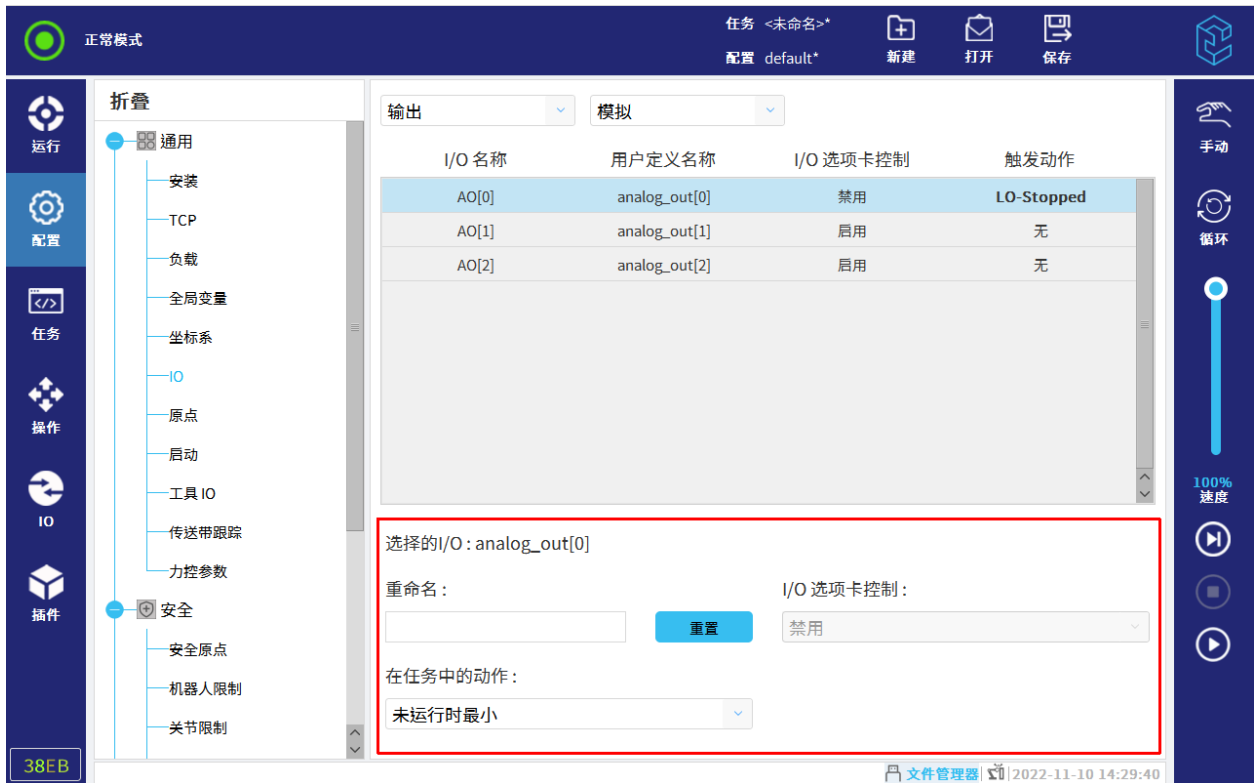 正常模式
任务 <未命名>*
配置 default*
新建
打开
保存
运行
配置
任务
操作
IO
插件
38EB
折叠
通用
安装
TCP
负载
全局变量
坐标系
IO
原点
启动
工具 IO
传送带跟踪
力控参数
安全
安全原点
机器人限制
关节限制
输出 模拟
I/O 名称 用户定义名称 I/O 选项卡控制 触发动作
AO[0] analog_out[0] 禁用 LO-Stopped
AO[1] analog_out[1] 启用 无
AO[2] analog_out[2] 启用 无
选择的I/O : analog_out[0]
重命名 : I/O 选项卡控制 :
重置 禁用
在任务中的动作 :
未运行时最小
手动
循环
100%
速度
文件管理器 2022-11-10 14:29:40